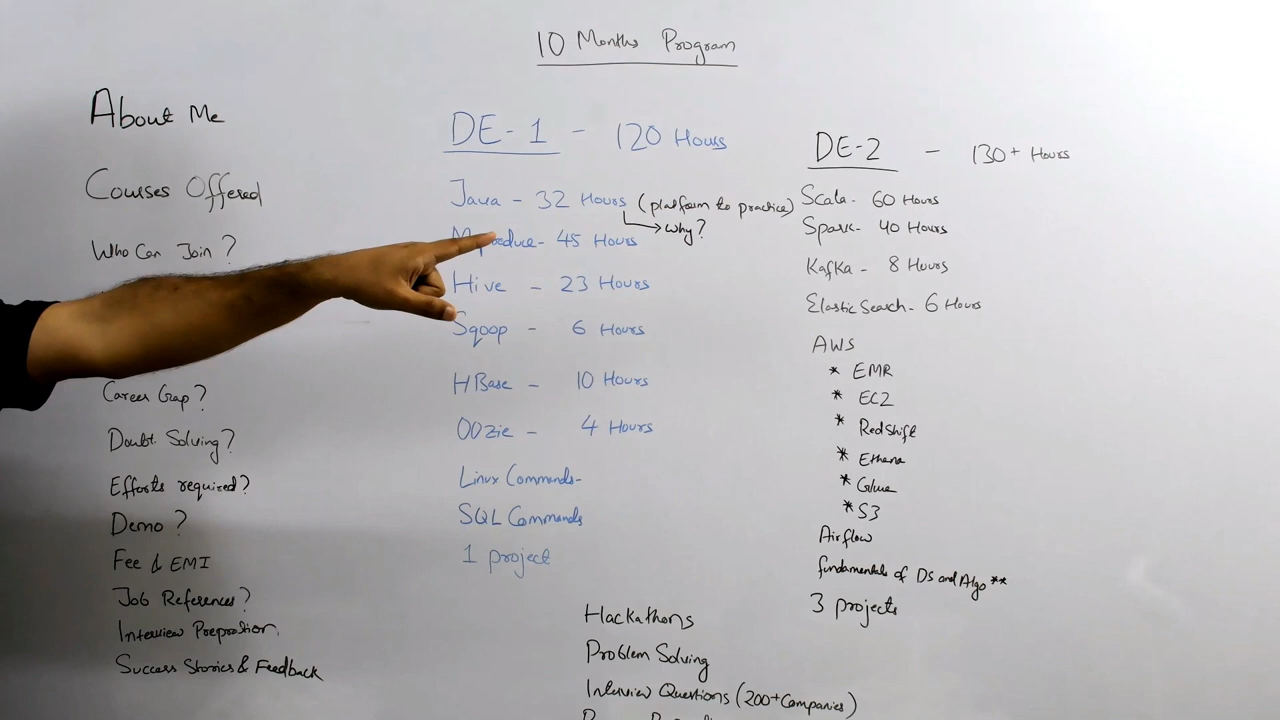 10 Months Program
About Me
Courses Offered
Who Can Join ?
Career Gap ?
Doubt Solving ?
Efforts required ?
Demo ?
Fee & EMI
Job References ?
Interview Prepration
Success Stories & Feedback
DE-1 - 120 Hours
Java - 32 Hours (platform to practice)
why?
45 Hours
Hive - 23 Hours
Sqoop - 6 Hours
HBase - 10 Hours
OOzie - 4 Hours
Linux Commands-
SQL Commands
1 project
DE-2 - 130+ Hours
Scala - 60 Hours
Spark - 40 Hours
Kafka - 8 Hours
Elastic Search - 6 Hours
AWS
* EMR
* EC2
* Redshift
* Ethena
* Glue
* S3
Airflow
fundamentals of DS and Algo **
3 projects
Hackathons
Problem Solving
Interview Questions (200+Companies)